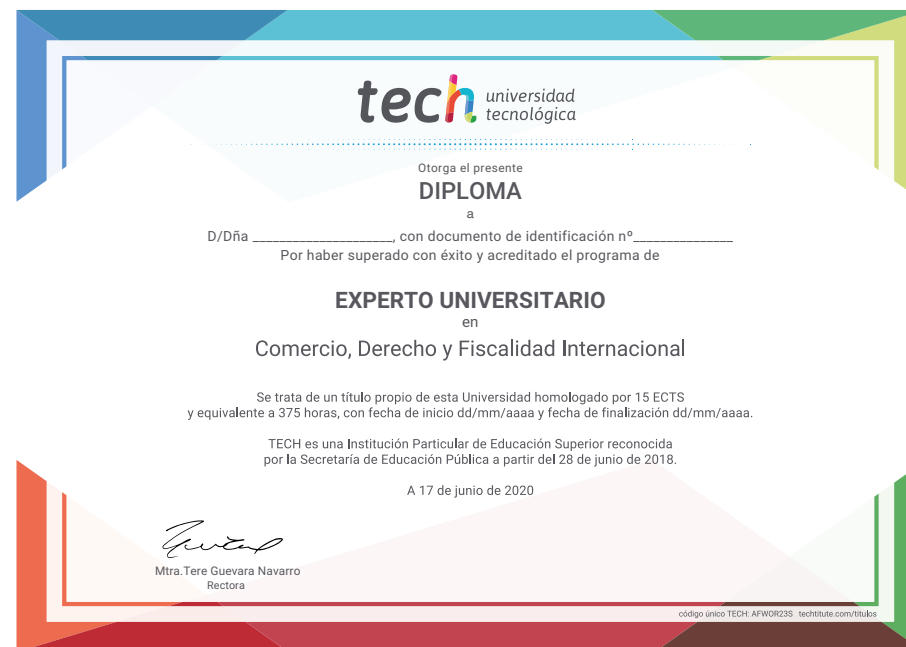 tech universidad
tecnológica
Otorga el presente
DIPLOMA
a
D/Dña _____________________, con documento de identificación nº_______________
Por haber superado con éxito y acreditado el programa de
EXPERTO UNIVERSITARIO
en
Comercio, Derecho y Fiscalidad Internacional
Se trata de un título propio de esta Universidad homologado por 15 ECTS
y equivalente a 375 horas, con fecha de inicio dd/mm/aaaa y fecha de finalización dd/mm/aaaa.
TECH es una Institución Particular de Educación Superior reconocida
por la Secretaría de Educación Pública a partir del 28 de junio de 2018.
A 17 de junio de 2020
Mtra.Tere Guevara Navarro
Rectora
código único TECH: AFWOR23S techtitute.com/titulos